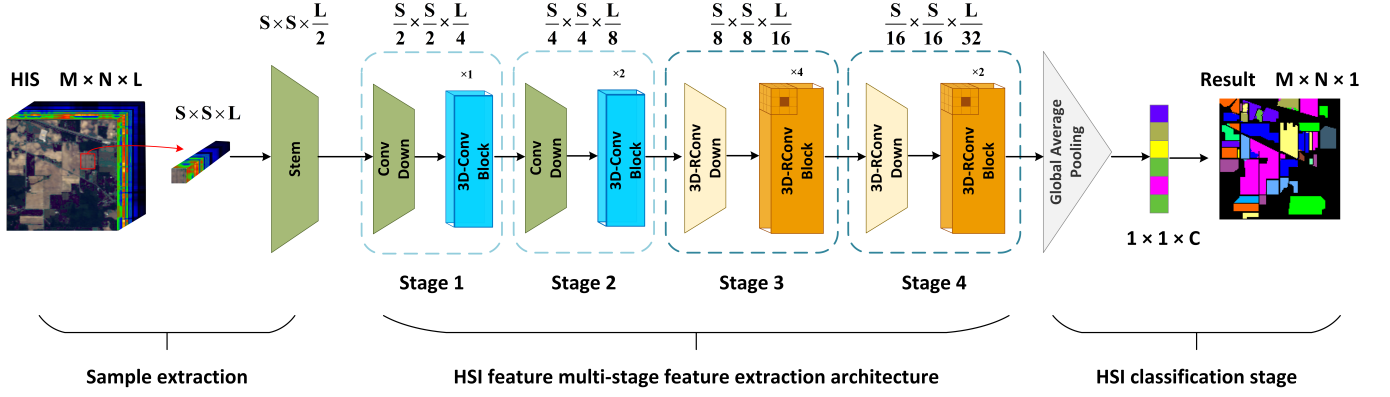 S×S×L/2
S/2×S/2×L/4
S/4×S/4×L/8
S/8×S/8×L/16
S/16×S/16×L/32
HIS M × N × L
S×S×L
Stem
Conv Down
×1
3D-Conv Block
Conv Down
×2
3D-Conv Block
3D-RConv Down
×4
3D-RConv Block
3D-RConv Down
×2
3D-RConv Block
Global Average Pooling
1 × 1 × C
Result M × N × 1
Stage 1
Stage 2
Stage 3
Stage 4
Sample extraction
HSI feature multi-stage feature extraction architecture
HSI classification stage